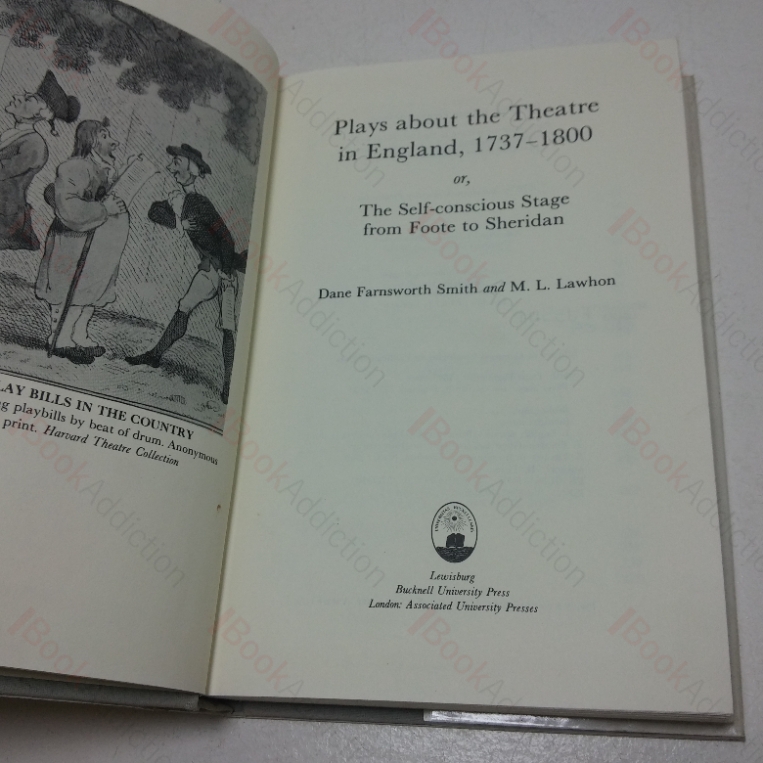 LAY BILLS IN THE COUNTRY
g playbills by beat of drum. Anonymous
print. Harvard Theatre Collection
Plays about the Theatre
in England, 1737–1800
or,
The Self-conscious Stage
from Foote to Sheridan
Dane Farnsworth Smith and M. L. Lawhon
Lewisburg
Bucknell University Press
London: Associated University Presses
BookAddiction